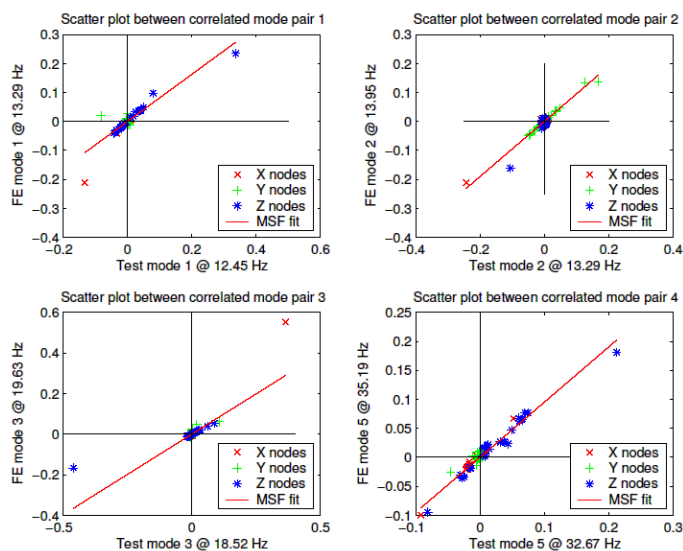 Scatter plot between correlated mode pair 1
0.3
0.2
0.1
0
−0.1
−0.2
−0.3
−0.4
−0.2
0
0.2
0.4
0.6
FE mode 1 @ 13.29 Hz
Test mode 1 @ 12.45 Hz
X nodes
Y nodes
Z nodes
MSF fit
Scatter plot between correlated mode pair 2
0.3
0.2
0.1
0
−0.1
−0.2
−0.3
−0.4
−0.4
−0.2
0
0.2
0.4
FE mode 2 @ 13.95 Hz
Test mode 2 @ 13.29 Hz
X nodes
Y nodes
Z nodes
MSF fit
Scatter plot between correlated mode pair 3
0.6
0.4
0.2
0
−0.2
−0.4
−0.5
0
0.5
FE mode 3 @ 19.63 Hz
Test mode 3 @ 18.52 Hz
X nodes
Y nodes
Z nodes
MSF fit
Scatter plot between correlated mode pair 4
0.25
0.2
0.15
0.1
0.05
0
−0.05
−0.1
−0.1
0
0.1
0.2
0.3
FE mode 5 @ 35.19 Hz
Test mode 5 @ 32.67 Hz
X nodes
Y nodes
Z nodes
MSF fit